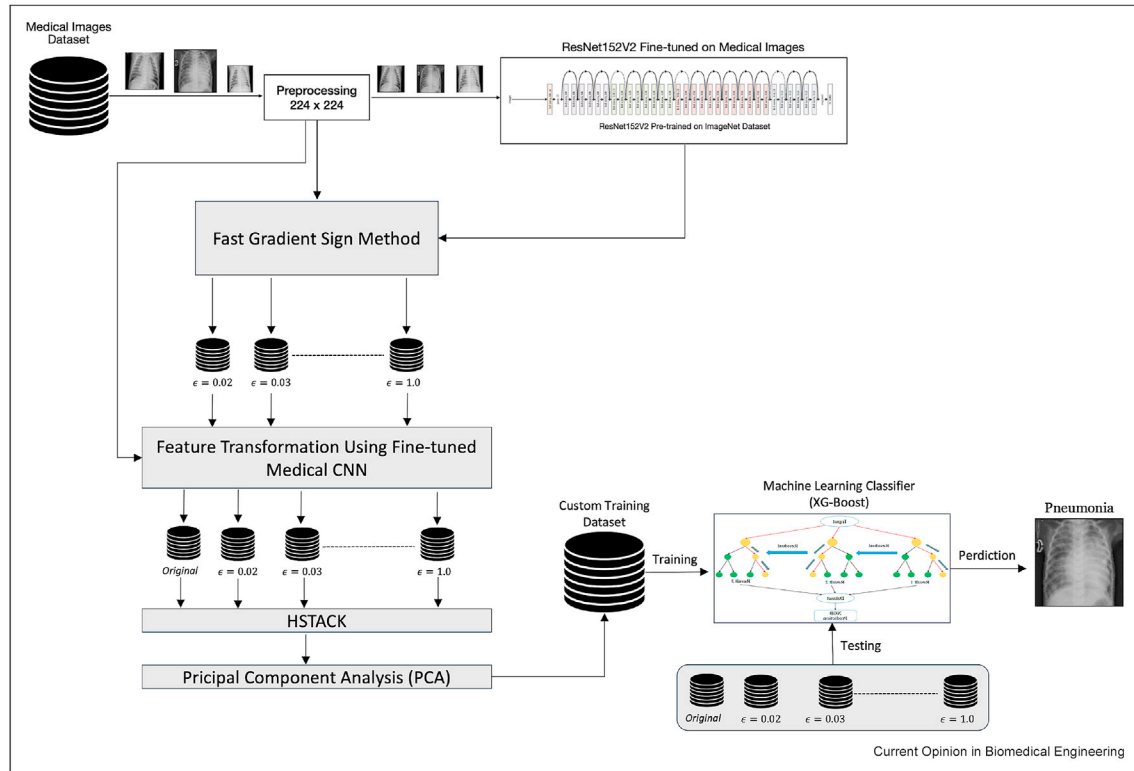 Medical Images
Dataset
Preprocessing
224 x 224
ResNet152V2 Fine-tuned on Medical Images
ResNet152V2 Pre-trained on ImageNet Dataset
Fast Gradient Sign Method
ϵ = 0.02
ϵ = 0.03
ϵ = 1.0
Feature Transformation Using Fine-tuned
Medical CNN
Original
ϵ = 0.02
ϵ = 0.03
ϵ = 1.0
HSTACK
Pricipal Component Analysis (PCA)
Custom Training
Dataset
Training
Machine Learning Classifier
(XG-Boost)
Perdiction
Pneumonia
Testing
Original
ϵ = 0.02
ϵ = 0.03
ϵ = 1.0
Current Opinion in Biomedical Engineering